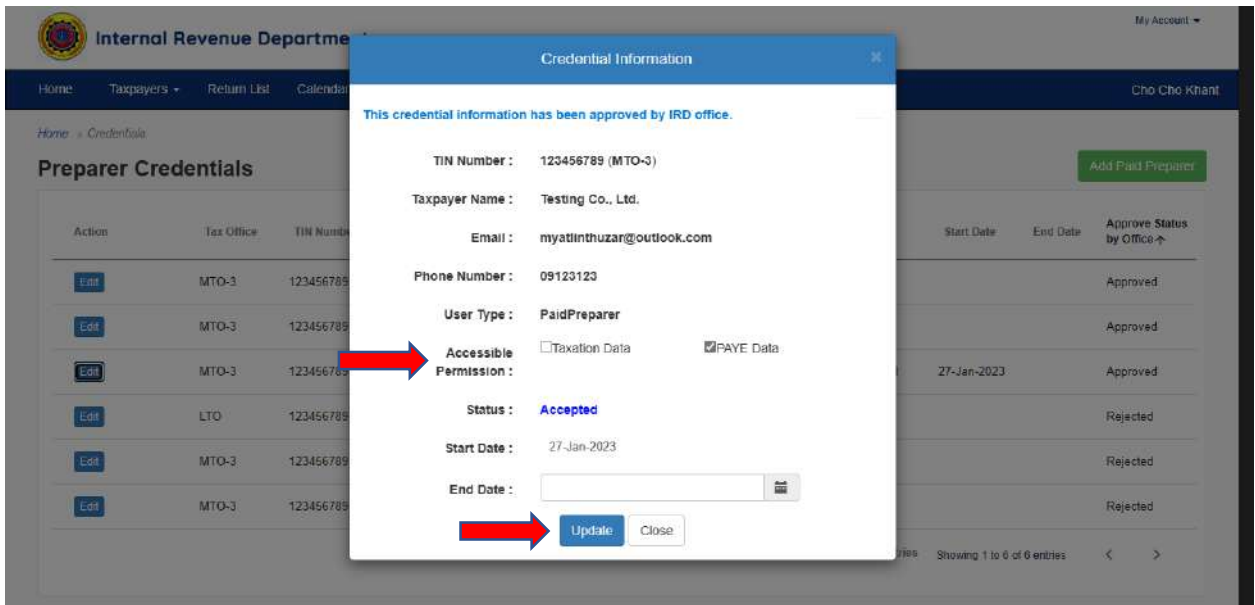 My Account
Internal Revenue Departme
Home Taxpayers Return List Calendar Cho Cho Khant
Home » Credentials
Preparer Credentials
Add Paid Preparer
Action Tax Office TIN Numbe Start Date End Date Approve Status by Office
Edit MTO-3 123456789 Approved
Edit MTO-3 123456789 Approved
Edit MTO-3 123456789 27-Jan-2023 Approved
Edit LTO 123456789 Rejected
Edit MTO-3 123456789 Rejected
Edit MTO-3 123456789 Rejected
Showing 1 to 6 of 6 entries
Credential Information
This credential information has been approved by IRD office.
TIN Number : 123456789 (MTO-3)
Taxpayer Name : Testing Co., Ltd.
Email : myatlinthuzar@outlook.com
Phone Number : 09123123
User Type : PaidPreparer
Accessible Permission : Taxation Data PAYE Data
Status : Accepted
Start Date : 27-Jan-2023
End Date :
Update Close